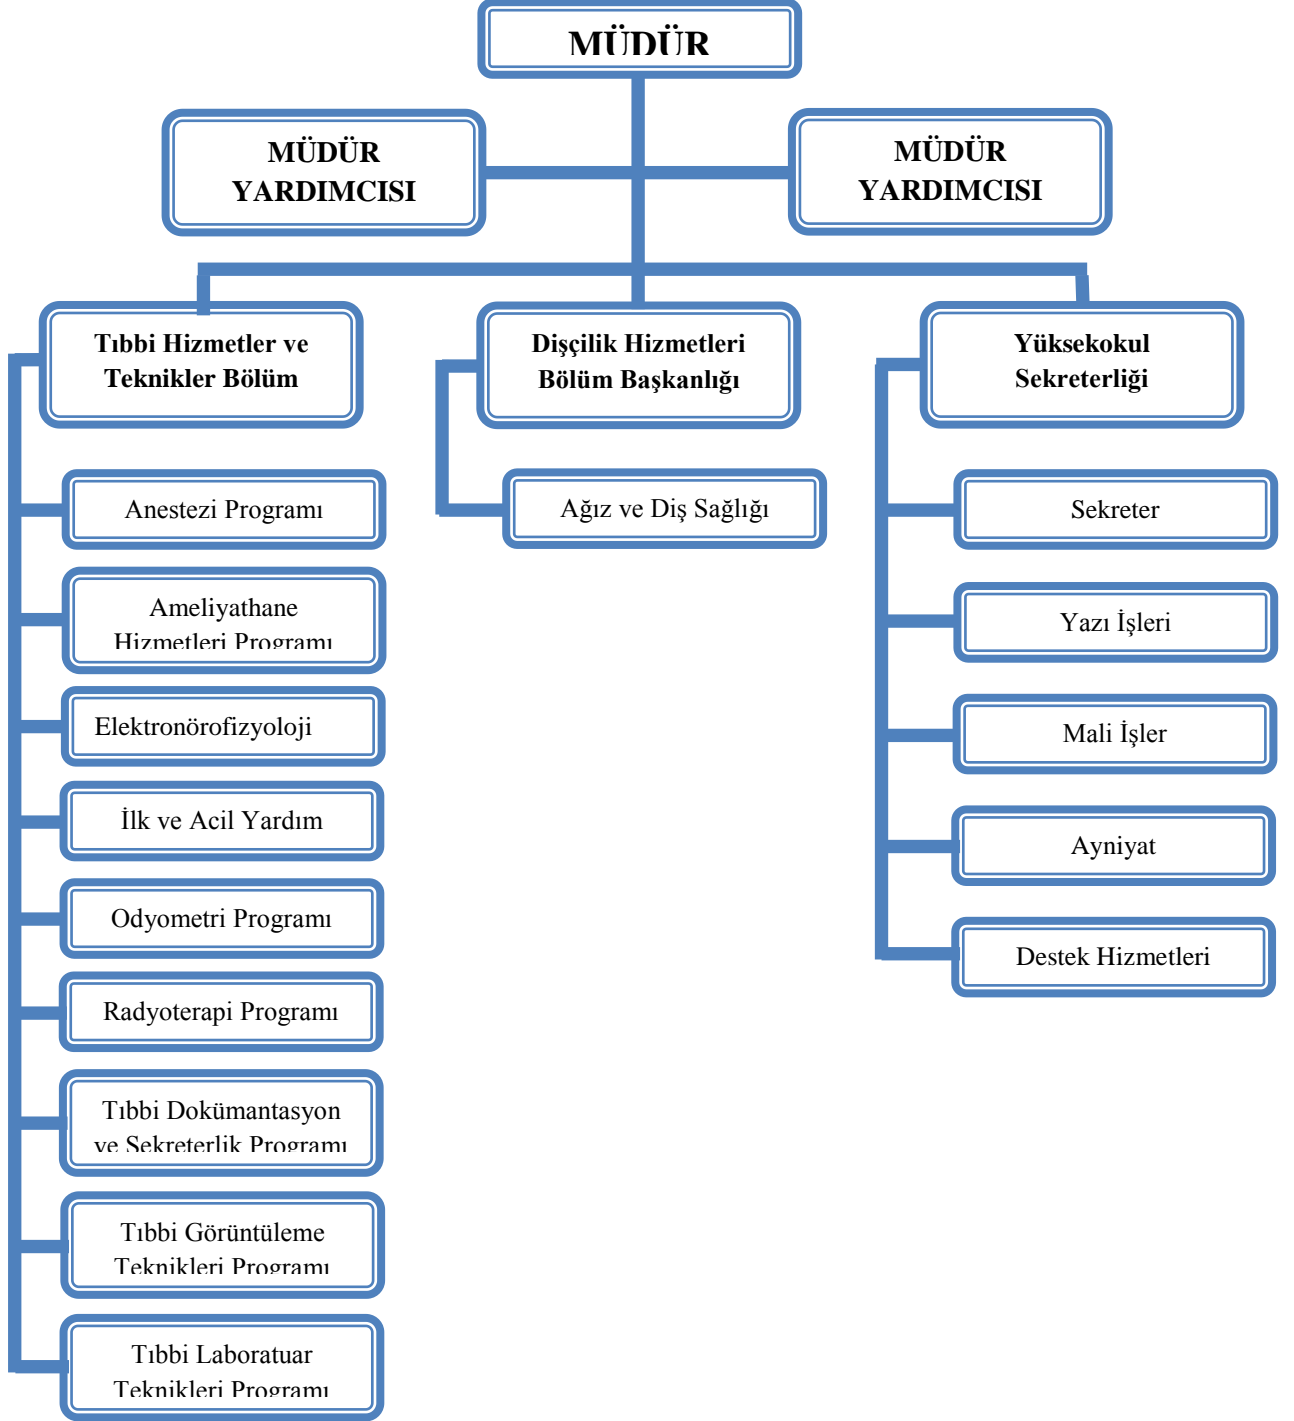 MÜDÜR
MÜDÜR
YARDIMCISI
MÜDÜR
YARDIMCISI
Tıbbi Hizmetler ve
Teknikler Bölüm
Dişçilik Hizmetleri
Bölüm Başkanlığı
Yüksekokul
Sekreterliği
Anestezi Programı
Ameliyathane
Hizmetleri Programı
Elektronörofizyoloji
İlk ve Acil Yardım
Odyometri Programı
Radyoterapi Programı
Tıbbi Dokümantasyon
ve Sekreterlik Programı
Tıbbi Görüntüleme
Teknikleri Programı
Tıbbi Laboratuar
Teknikleri Programı
Ağız ve Diş Sağlığı
Sekreter
Yazı İşleri
Mali İşler
Ayniyat
Destek Hizmetleri